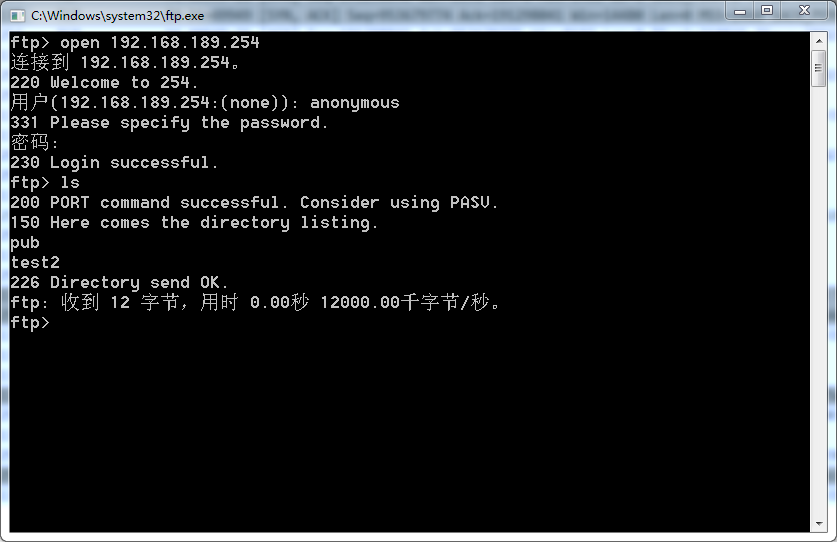 C:\Windows\system32\ftp.exe
ftp> open 192.168.189.254
连接到 192.168.189.254。
220 Welcome to 254.
用户(192.168.189.254:(none)): anonymous
331 Please specify the password.
密码:
230 Login successful.
ftp> ls
200 PORT command successful. Consider using PASV.
150 Here comes the directory listing.
pub
test2
226 Directory send OK.
ftp: 收到 12 字节，用时 0.00秒 12000.00千字节/秒。
ftp>